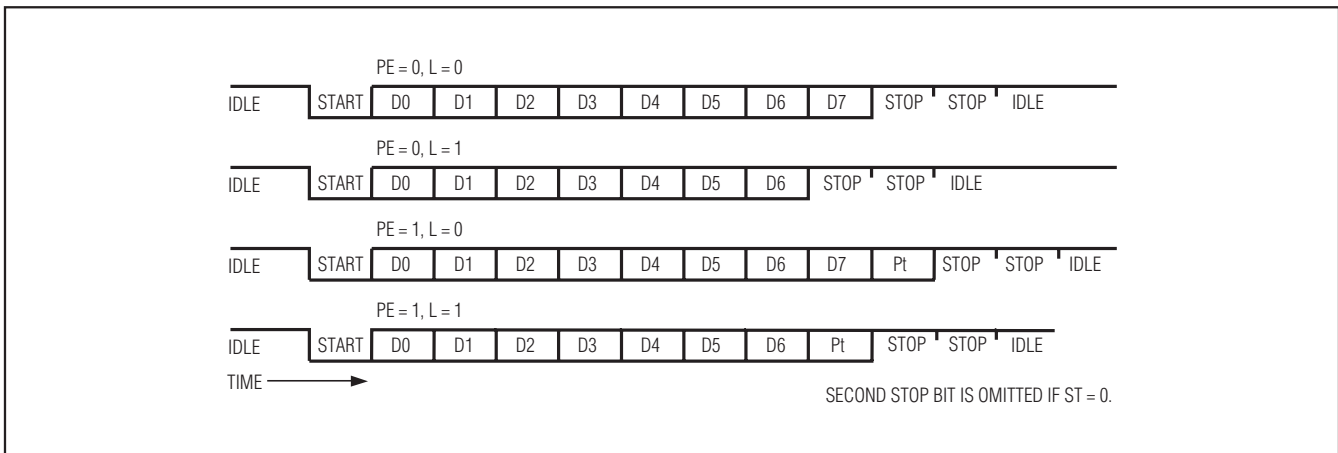 PE = 0, L = 0
IDLE START D0 D1 D2 D3 D4 D5 D6 D7 STOP STOP IDLE
PE = 0, L = 1
IDLE START D0 D1 D2 D3 D4 D5 D6 STOP STOP IDLE
PE = 1, L = 0
IDLE START D0 D1 D2 D3 D4 D5 D6 D7 Pt STOP STOP IDLE
PE = 1, L = 1
IDLE START D0 D1 D2 D3 D4 D5 D6 Pt STOP STOP IDLE
TIME
SECOND STOP BIT IS OMITTED IF ST = 0.